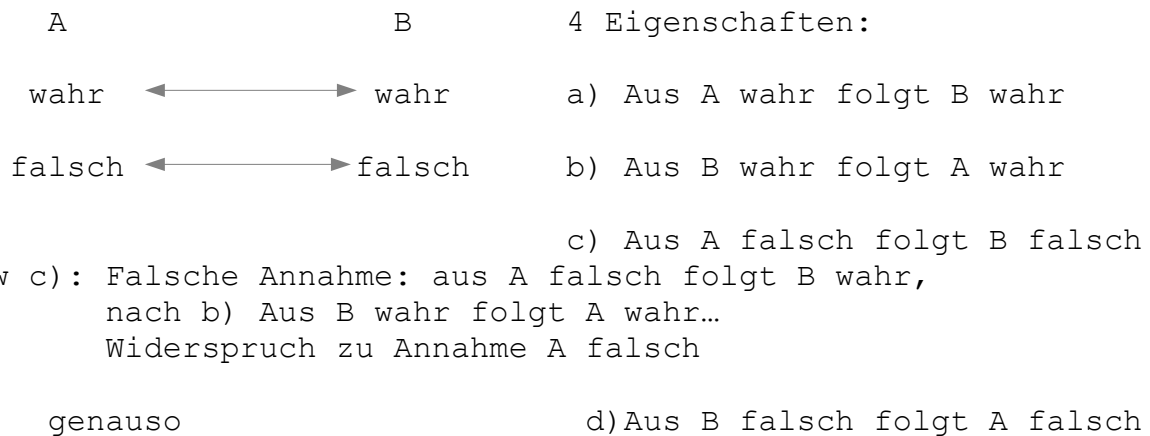 A B 4 Eigenschaften:
wahr wahr a) Aus A wahr folgt B wahr
falsch falsch b) Aus B wahr folgt A wahr
c) Aus A falsch folgt B falsch
c): Falsche Annahme: aus A falsch folgt B wahr,
nach b) Aus B wahr folgt A wahr…
Widerspruch zu Annahme A falsch
genauso d)Aus B falsch folgt A falsch